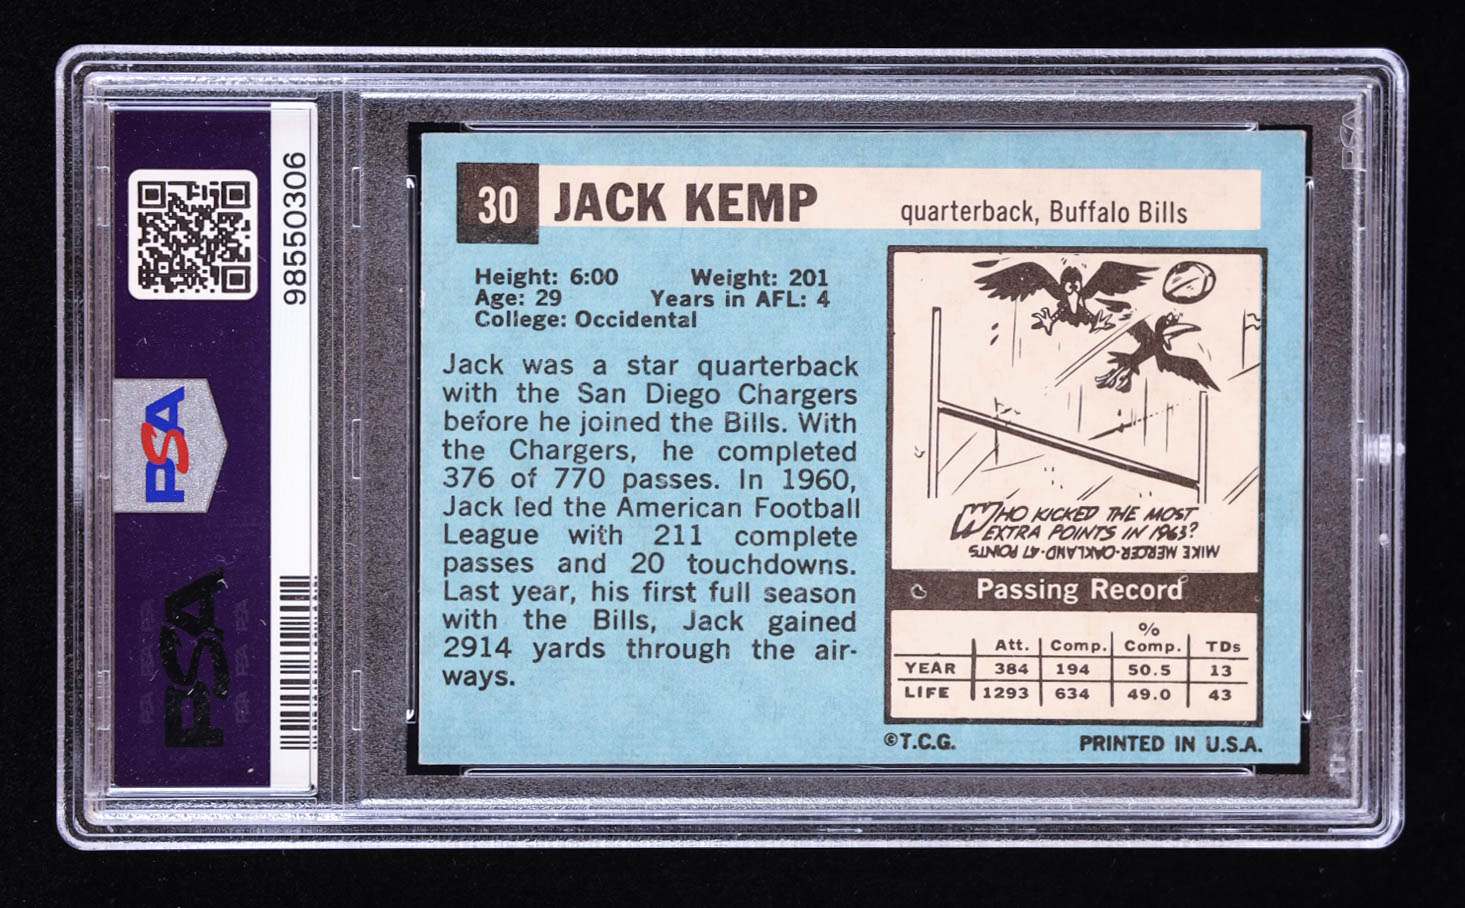 98550306
PSA
PSA
30 JACK KEMP quarterback, Buffalo Bills
Height: 6:00 Weight: 201
Age: 29 Years in AFL: 4
College: Occidental
Jack was a star quarterback
with the San Diego Chargers
before he joined the Bills. With
the Chargers, he completed
376 of 770 passes. In 1960,
Jack led the American Football
League with 211 complete
passes and 20 touchdowns.
Last year, his first full season
with the Bills, Jack gained
2914 yards through the air-
ways.
WHO KICKED THE MOST
EXTRA POINTS IN 1963?
MIKE MERCER-OAKLAND-47 POINTS
Passing Record
Att. Comp. % Comp. TDs
YEAR 384 194 50.5 13
LIFE 1293 634 49.0 43
©T.C.G. PRINTED IN U.S.A.
PSA